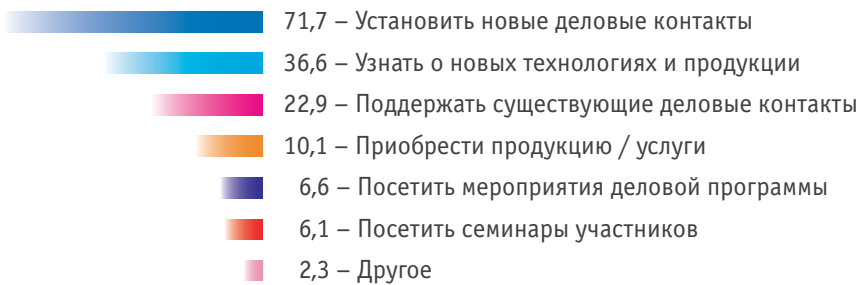 71,7 – Установить новые деловые контакты
36,6 – Узнать о новых технологиях и продукции
22,9 – Поддержать существующие деловые контакты
10,1 – Приобрести продукцию / услуги
6,6 – Посетить мероприятия деловой программы
6,1 – Посетить семинары участников
2,3 – Другое